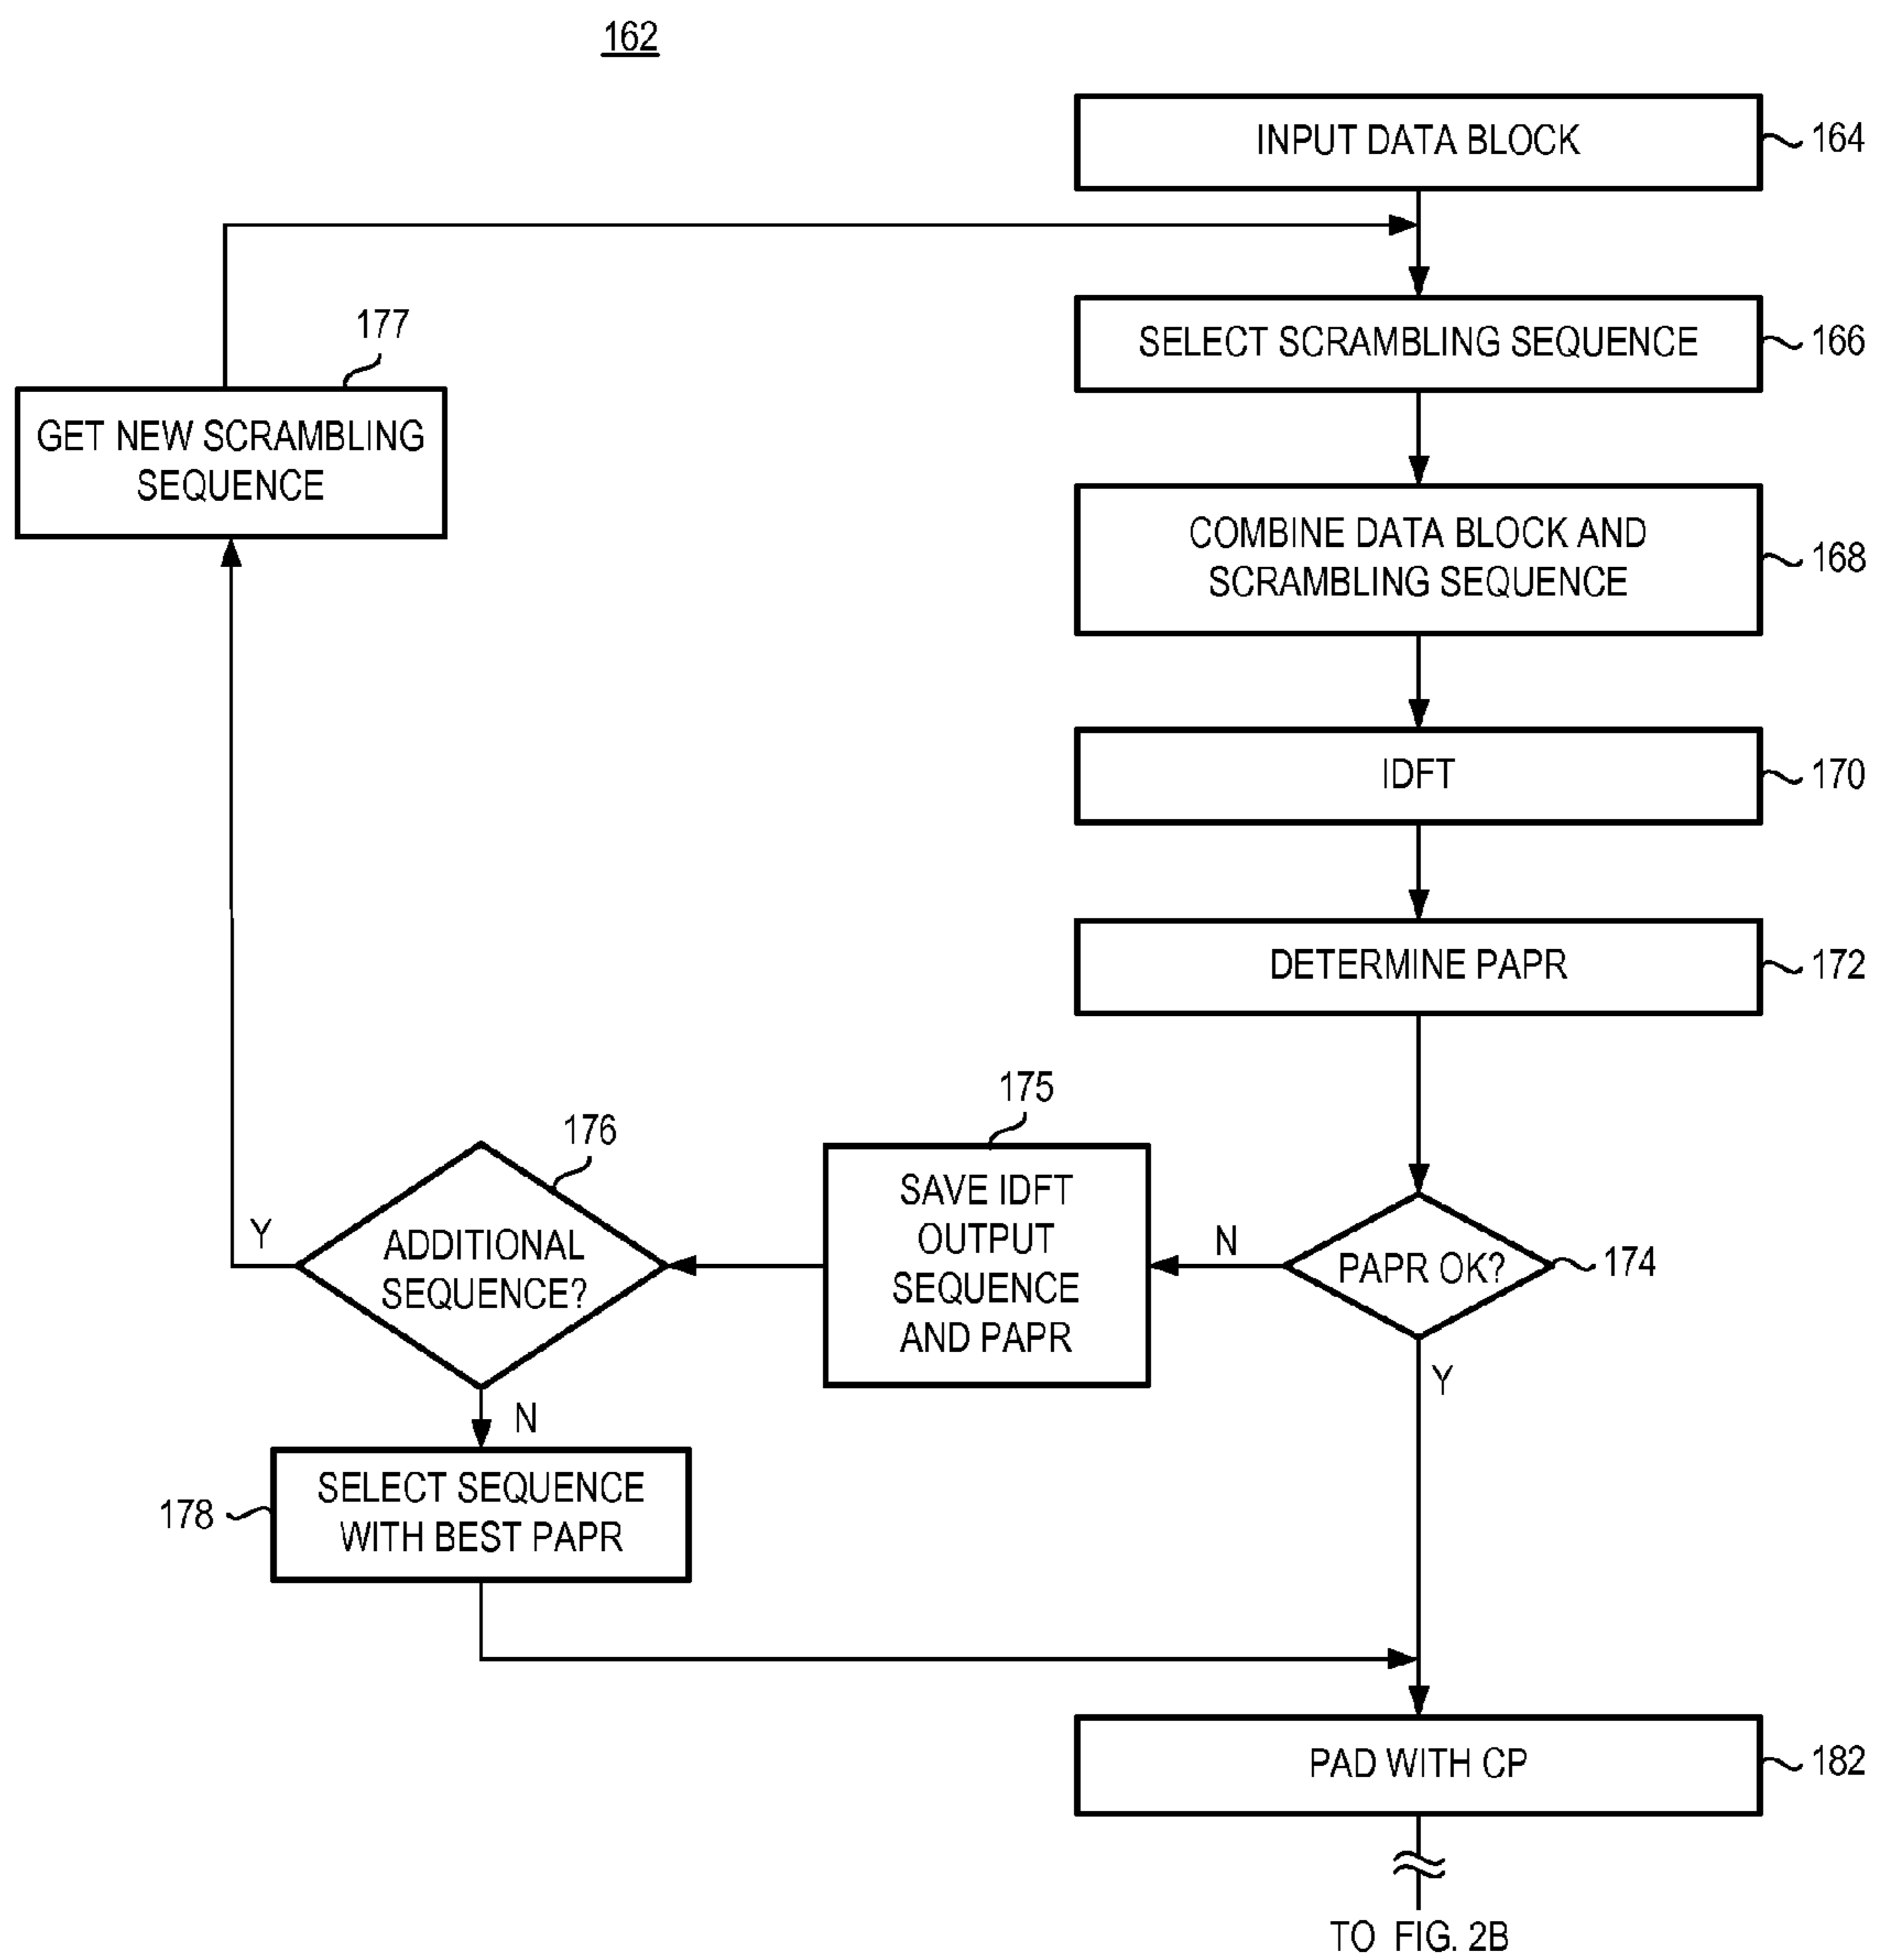 162
INPUT DATA BLOCK
164
177
SELECT SCRAMBLING SEQUENCE
166
GET NEW SCRAMBLING
SEQUENCE
COMBINE DATA BLOCK AND
SCRAMBLING SEQUENCE
168
IDFT
170
DETERMINE PAPR
172
175
176
SAVE IDFT
OUTPUT
SEQUENCE
AND PAPR
Y
ADDITIONAL
SEQUENCE?
N
PAPR OK?
174
Y
N
178
SELECT SEQUENCE
WITH BEST PAPR
PAD WITH CP
182
TO FIG. 2B